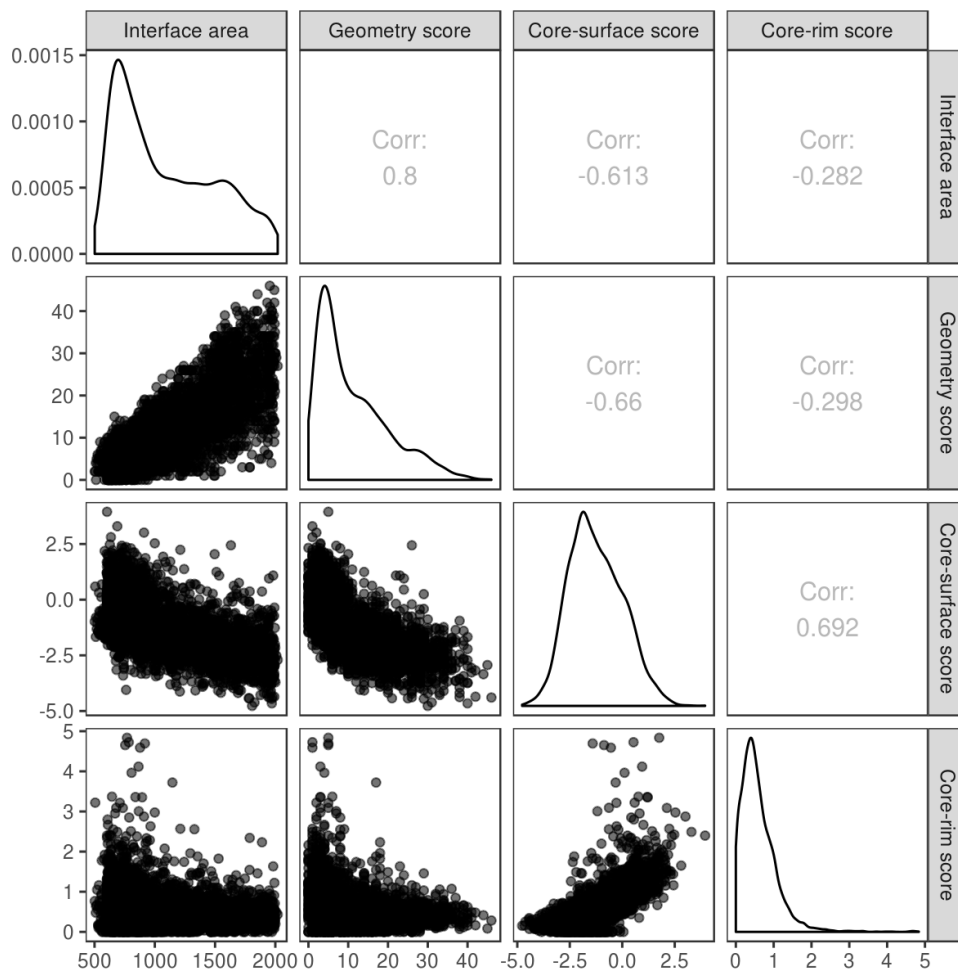 Interface area
Geometry score
Core-surface score
Core-rim score
0.0015
0.0010
0.0005
0.0000
Corr:
0.8
Corr:
-0.613
Corr:
-0.282
Interface area
40
30
20
10
0
Corr:
-0.66
Corr:
-0.298
Geometry score
2.5
0.0
-2.5
-5.0
Corr:
0.692
Core-surface score
5
4
3
2
1
0
Core-rim score
500 1000 1500 2000
0 10 20 30 40
-5.0 -2.5 0.0 2.5
0 1 2 3 4 5